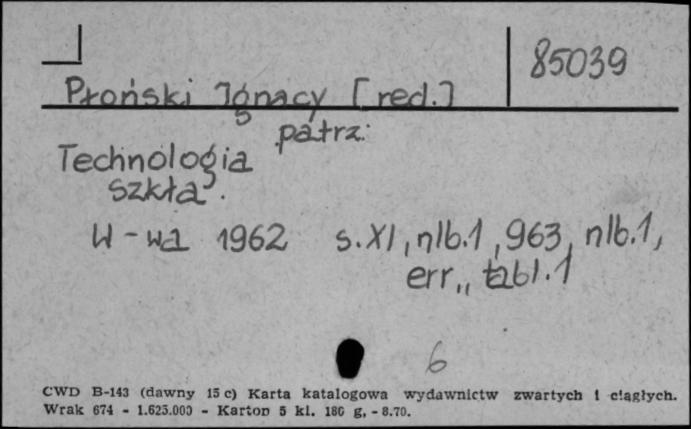 85039
Płoński Ignacy [red.]
patrz:
Technologia
szkła.
W-wa 1962 s.XI, nlb.1, 963, nlb.1,
err., tabl.1
6
CWD B-143 (dawny 15 c) Karta katalogowa wydawnictw zwartych i ciągłych.
Wrak 674 - 1.625.000 - Karton 5 kl. 180 g, - 8.70.